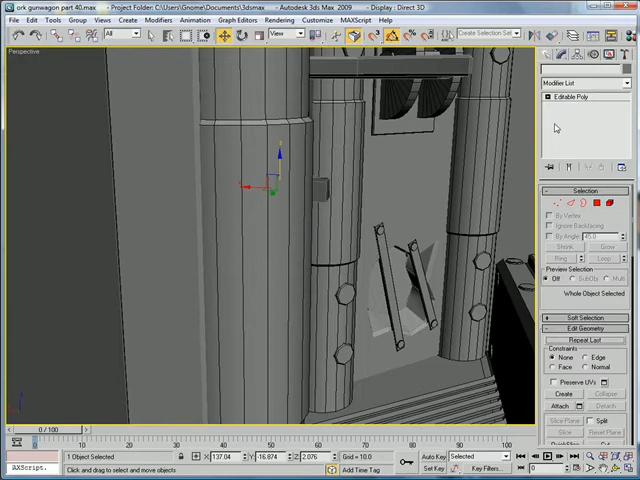 ork gunwagon part 40.max - Project Folder: C:\Users\Gnome\Documents\3dsmax - Autodesk 3ds Max - Display : Direct 3D
File Edit Tools Group Views Create Modifiers Animation Graph Editors Rendering Customize MAXScript Help
All View Create Selection Set
Perspective
Modifier List
Editable Poly
Selection
By Vertex
Ignore Backfacing
By Angle: 45.0
Shrink Grow
Ring Loop
Preview Selection
Off SubObj Multi
Whole Object Selected
Soft Selection
Edit Geometry
Repeat Last
Constraints
None Edge
Face Normal
Preserve UVs
Create Collapse
Attach Detach
Slice Plane Split
Slice Reset Plane
QuickSlice Cut
0 / 100
0 10 20 30 40 50 60 70 80 90 100
1 Object Selected X: 137.04 Y: -16.874 Z: 2.076 Grid = 10.0 Auto Key Selected
AXScript. Click and drag to select and move objects Add Time Tag Set Key Key Filters... 0